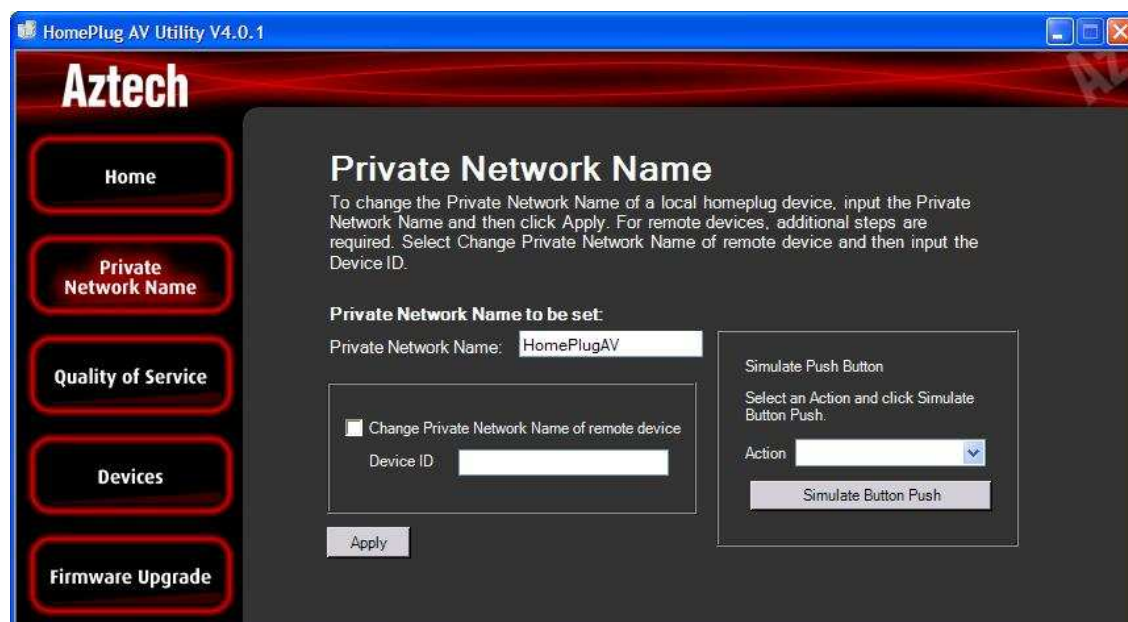 HomePlug AV Utility V4.0.1
Aztech
Az
Home
Private
Network Name
Quality of Service
Devices
Firmware Upgrade
Private Network Name
To change the Private Network Name of a local homeplug device, input the Private
Network Name and then click Apply. For remote devices, additional steps are
required. Select Change Private Network Name of remote device and then input the
Device ID.
Private Network Name to be set:
Private Network Name: HomePlugAV
Change Private Network Name of remote device
Device ID
Apply
Simulate Push Button
Select an Action and click Simulate
Button Push.
Action
Simulate Button Push